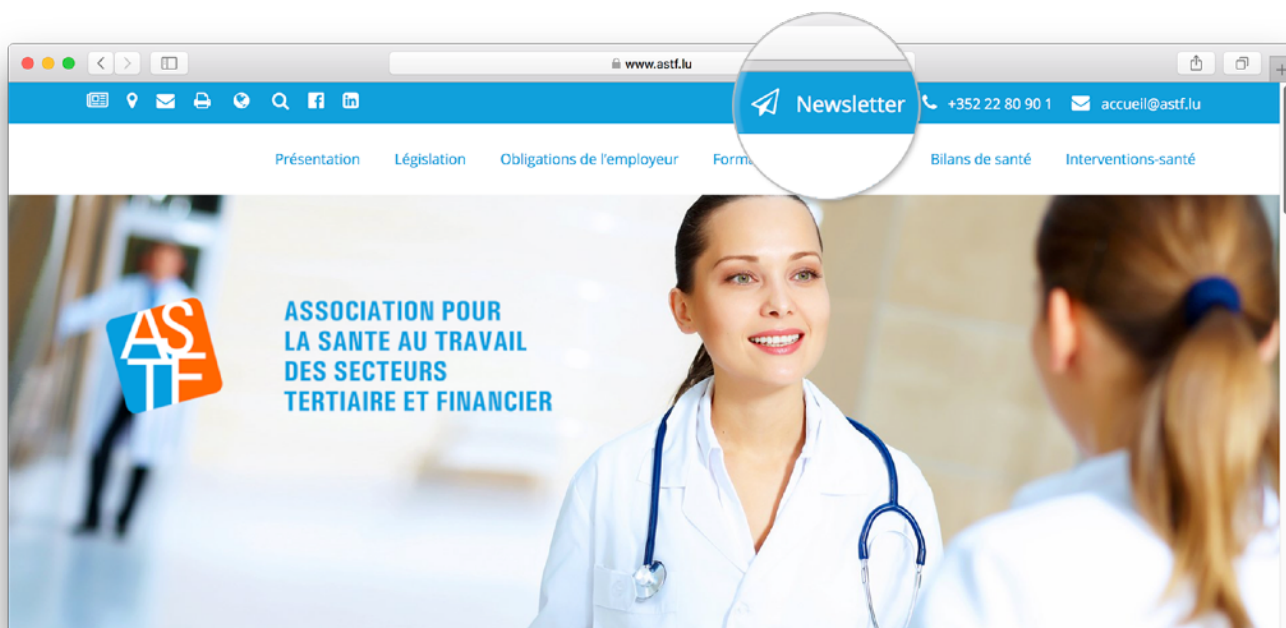 www.astf.lu
Newsletter
+352 22 80 90 1
accueil@astf.lu
Présentation
Législation
Obligations de l'employeur
Bilans de santé
Interventions-santé
AS
TF
ASSOCIATION POUR
LA SANTE AU TRAVAIL
DES SECTEURS
TERTIAIRE ET FINANCIER